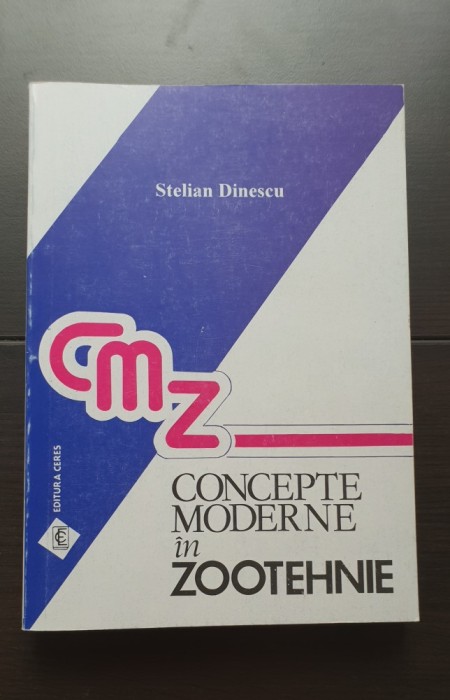 Stelian Dinescu
CMZ
CONCEPTE
MODERNE
în
ZOOTEHNIE
EDITURA CERES